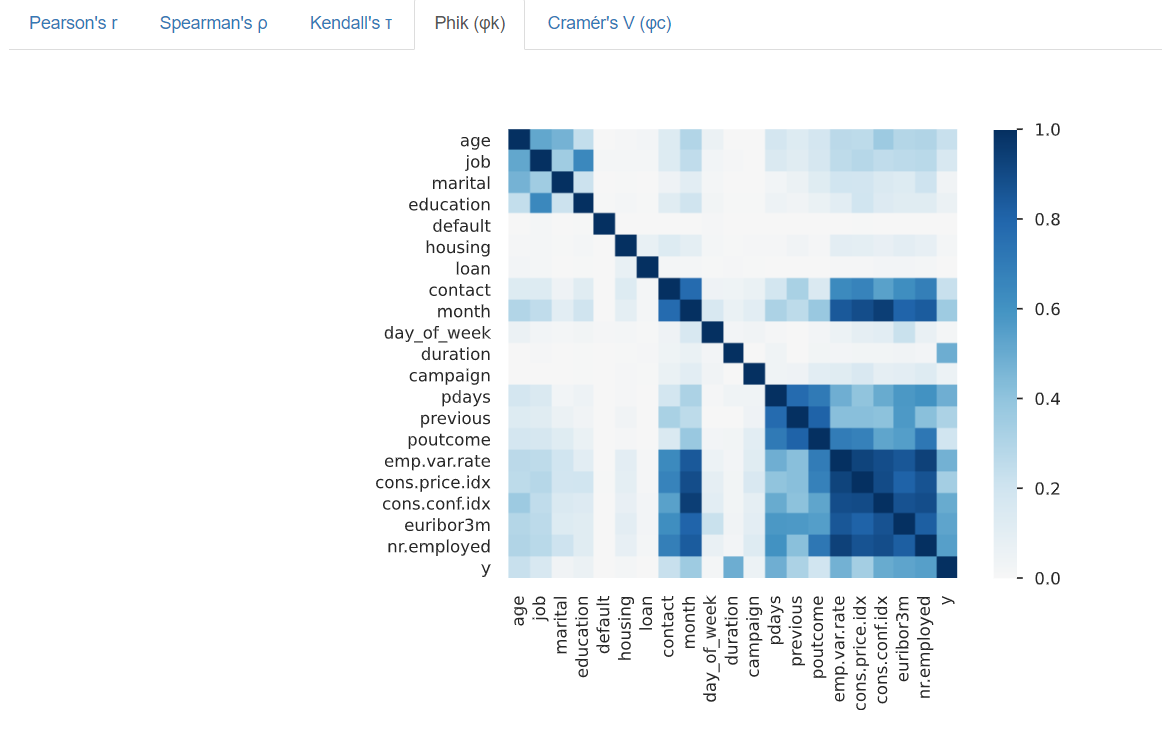 Pearson's r Spearman's ρ Kendall's τ Phik (φk) Cramér's V (φc)
age
job
marital
education
default
housing
loan
contact
month
day_of_week
duration
campaign
pdays
previous
poutcome
emp.var.rate
cons.price.idx
cons.conf.idx
euribor3m
nr.employed
y
age
job
marital
education
default
housing
loan
contact
month
day_of_week
duration
campaign
pdays
previous
poutcome
emp.var.rate
cons.price.idx
cons.conf.idx
euribor3m
nr.employed
y
1.0
0.8
0.6
0.4
0.2
0.0